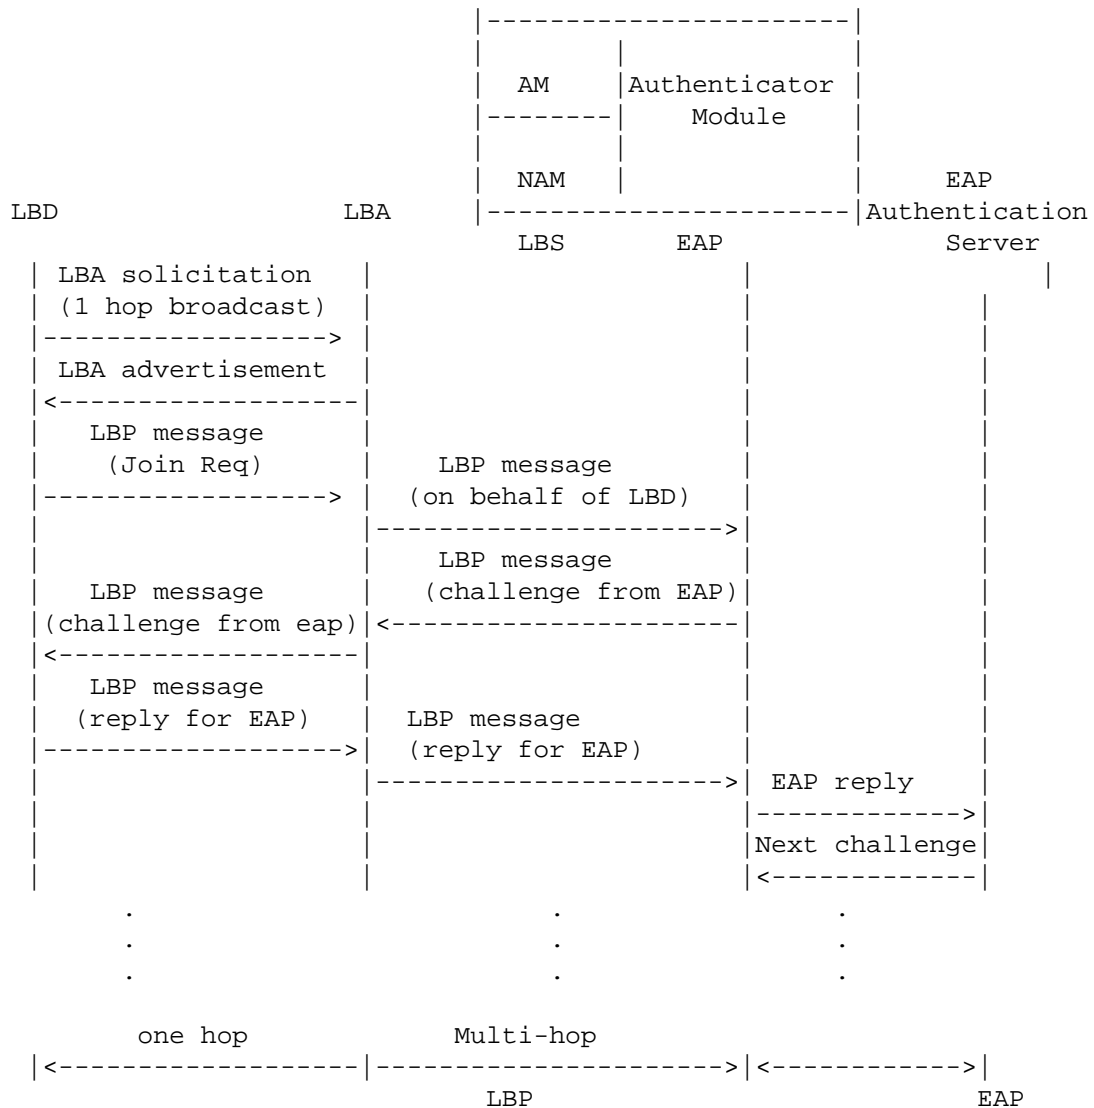 |-----------------------|
|        |              |
|  AM    |Authenticator |
|--------|    Module    |
|        |              |
|  NAM   |              |     EAP
LBD                  LBA     |-----------------------|Authentication
LBS       EAP              Server
| LBA solicitation   |                        |                   |
| (1 hop broadcast)  |                        |               |
|------------------> |                        |               |
| LBA advertisement  |                        |               |
|<-------------------|                        |               |
|   LBP message      |                        |               |
|    (Join Req)      |    LBP message         |               |
|------------------> |  (on behalf of LBD)    |               |
|                    |---------------------->|               |
|                    |    LBP message         |               |
|   LBP message      |   (challenge from EAP)|               |
|(challenge from eap)|<----------------------|               |
|<-------------------|                        |               |
|   LBP message      |                        |               |
|  (reply for EAP)   |  LBP message           |               |
|------------------->|  (reply for EAP)       |               |
|                    |---------------------->| EAP reply     |
|                    |                        |------------->|
|                    |                        |Next challenge|
|                    |                        |<-------------|
.                          .                 .
.                          .                 .
.                          .                 .
one hop             Multi-hop
|<-------------------|---------------------->|<------------>|
LBP                            EAP